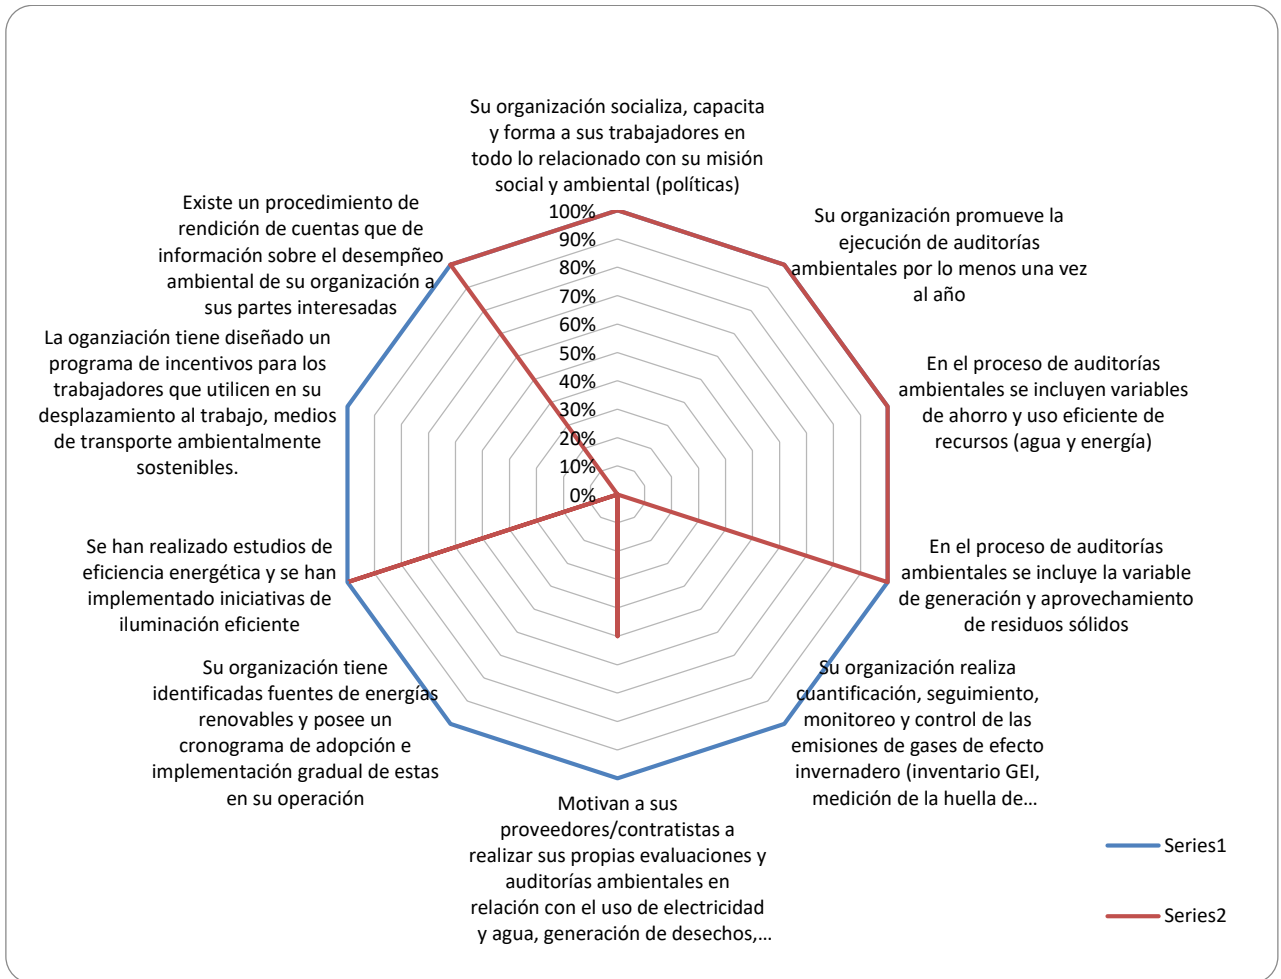 Su organización socializa, capacita
y forma a sus trabajadores en
todo lo relacionado con su misión
social y ambiental (políticas)
Su organización promueve la
ejecución de auditorías
ambientales por lo menos una vez
al año
En el proceso de auditorías
ambientales se incluyen variables
de ahorro y uso eficiente de
recursos (agua y energía)
En el proceso de auditorías
ambientales se incluye la variable
de generación y aprovechamiento
de residuos sólidos
Su organización realiza
cuantificación, seguimiento,
monitoreo y control de las
emisiones de gases de efecto
invernadero (inventario GEI,
medición de la huella de…
Motivan a sus
proveedores/contratistas a
realizar sus propias evaluaciones y
auditorías ambientales en
relación con el uso de electricidad
y agua, generación de desechos,…
Su organización tiene
identificadas fuentes de energías
renovables y posee un
cronograma de adopción e
implementación gradual de estas
en su operación
Se han realizado estudios de
eficiencia energética y se han
implementado iniciativas de
iluminación eficiente
La oganziación tiene diseñado un
programa de incentivos para los
trabajadores que utilicen en su
desplazamiento al trabajo, medios
de transporte ambientalmente
sostenibles.
Existe un procedimiento de
rendición de cuentas que de
información sobre el desempñeo
ambiental de su organización a
sus partes interesadas
100%
90%
80%
70%
60%
50%
40%
30%
20%
10%
0%
Series1
Series2